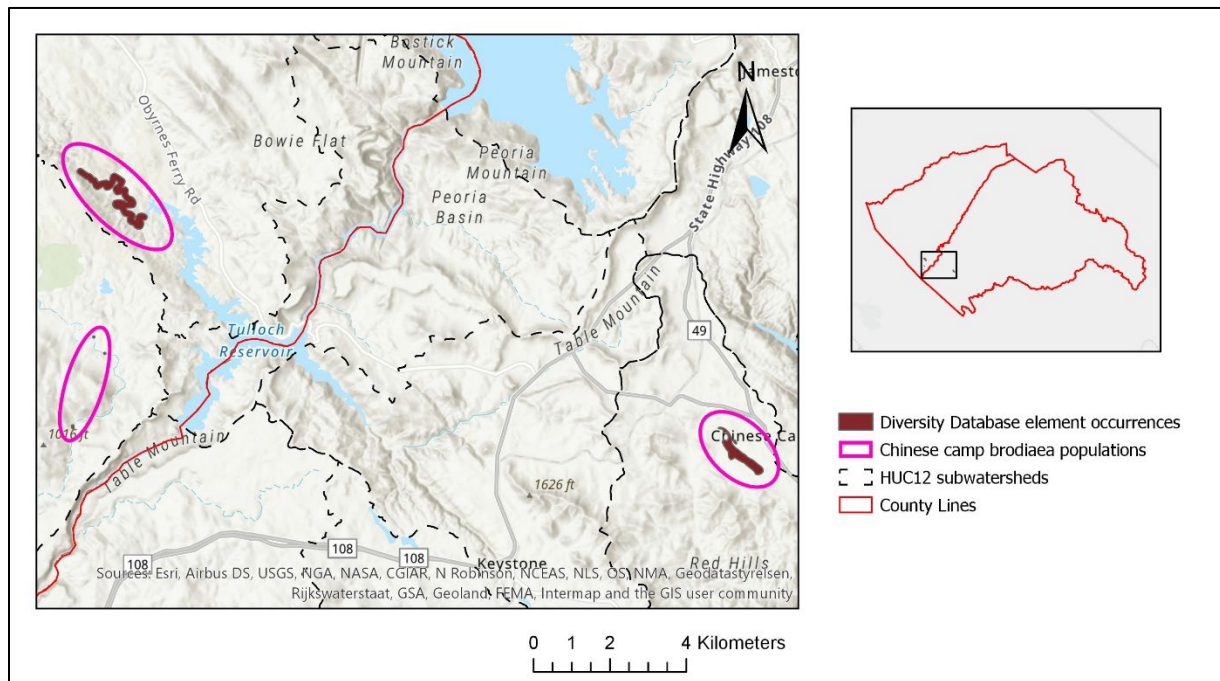 Bostick
Mountain
N
Jamesto
Obyrnes Ferry Rd
Bowie Flat
Peoria
Mountain
State Highway 108
Peoria
Basin
Table Mountain
49
Tulloch
Reservoir
1016 ft
Table Mountain
Chinese Ca
1626 ft
108
108
108
Keystone
Red Hills
Sources: Esri, Airbus DS, USGS, NGA, NASA, CGIAR, N Robinson, NCEAS, NLS, OS, NMA, Geodatastyrelsen,
Rijkswaterstaat, GSA, Geoland, FEMA, Intermap and the GIS user community
0 1 2 4 Kilometers
Diversity Database element occurrences
Chinese camp brodiaea populations
HUC12 subwatersheds
County Lines